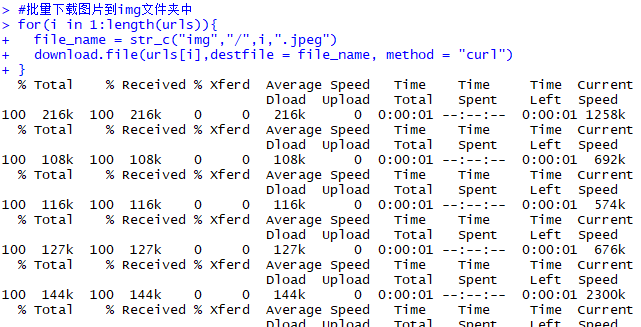 > #批量下载图片到img文件夹中
> for(i in 1:length(urls)){
+   file_name = str_c("img","/",i,".jpeg")
+   download.file(urls[i],destfile = file_name, method = "curl")
+ }
  % Total    % Received % Xferd  Average Speed   Time    Time     Time  Current
                                 Dload  Upload   Total   Spent    Left  Speed
100  216k  100  216k    0     0   216k      0  0:00:01 --:--:--  0:00:01 1258k
  % Total    % Received % Xferd  Average Speed   Time    Time     Time  Current
                                 Dload  Upload   Total   Spent    Left  Speed
100  108k  100  108k    0     0   108k      0  0:00:01 --:--:--  0:00:01  692k
  % Total    % Received % Xferd  Average Speed   Time    Time     Time  Current
                                 Dload  Upload   Total   Spent    Left  Speed
100  116k  100  116k    0     0   116k      0  0:00:01 --:--:--  0:00:01  574k
  % Total    % Received % Xferd  Average Speed   Time    Time     Time  Current
                                 Dload  Upload   Total   Spent    Left  Speed
100  127k  100  127k    0     0   127k      0  0:00:01 --:--:--  0:00:01  676k
  % Total    % Received % Xferd  Average Speed   Time    Time     Time  Current
                                 Dload  Upload   Total   Spent    Left  Speed
100  144k  100  144k    0     0   144k      0  0:00:01 --:--:--  0:00:01 2300k
  % Total    % Received % Xferd  Average Speed   Time    Time     Time  Current
                                 Dload  Upload   Total   Spent    Left  Speed